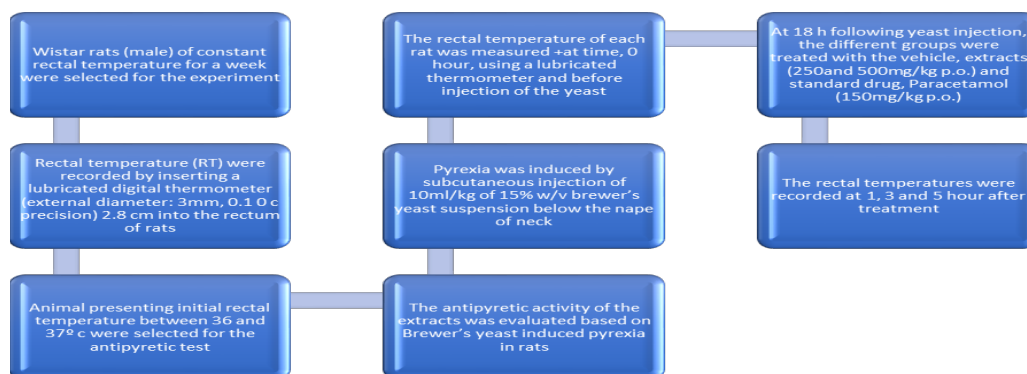 Wistar rats (male) of constant
rectal temperature for a week
were selected for the experiment
Rectal temperature (RT) were
recorded by inserting a
lubricated digital thermometer
(external diameter: 3mm, 0.1 0 c
precision) 2.8 cm into the rectum
of rats
Animal presenting initial rectal
temperature between 36 and
37º c were selected for the
antipyretic test
The antipyretic activity of the
extracts was evaluated based on
Brewer's yeast induced pyrexia
in rats
Pyrexia was induced by
subcutaneous injection of
10ml/kg of 15% w/v brewer's
yeast suspension below the nape
of neck
The rectal temperature of each
rat was measured +at time, 0
hour, using a lubricated
thermometer and before
injection of the yeast
At 18 h following yeast injection,
the different groups were
treated with the vehicle, extracts
(250and 500mg/kg p.o.) and
standard drug, Paracetamol
(150mg/kg p.o.)
The rectal temperatures were
recorded at 1, 3 and 5 hour after
treatment